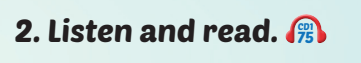 2. Listen and read. CD1 75